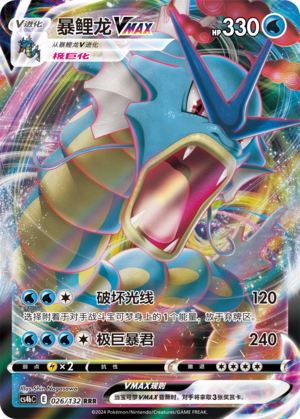 V进化
暴鲤龙VMAX
HP330
从暴鲤龙V进化
极巨化
破坏光线 120
选择附着于对手战斗宝可梦身上的1个能量，放于弃牌区。
极巨暴君 240
弱点 ×2 抗性 撤退
VMAX规则
当宝可梦VMAX昏厥时，对手将拿取3张奖赏卡。
Illus. Shin Nagasawa
CS4bC E 026/132 RRR
©2024 Pokémon/Nintendo/Creatures/GAME FREAK.